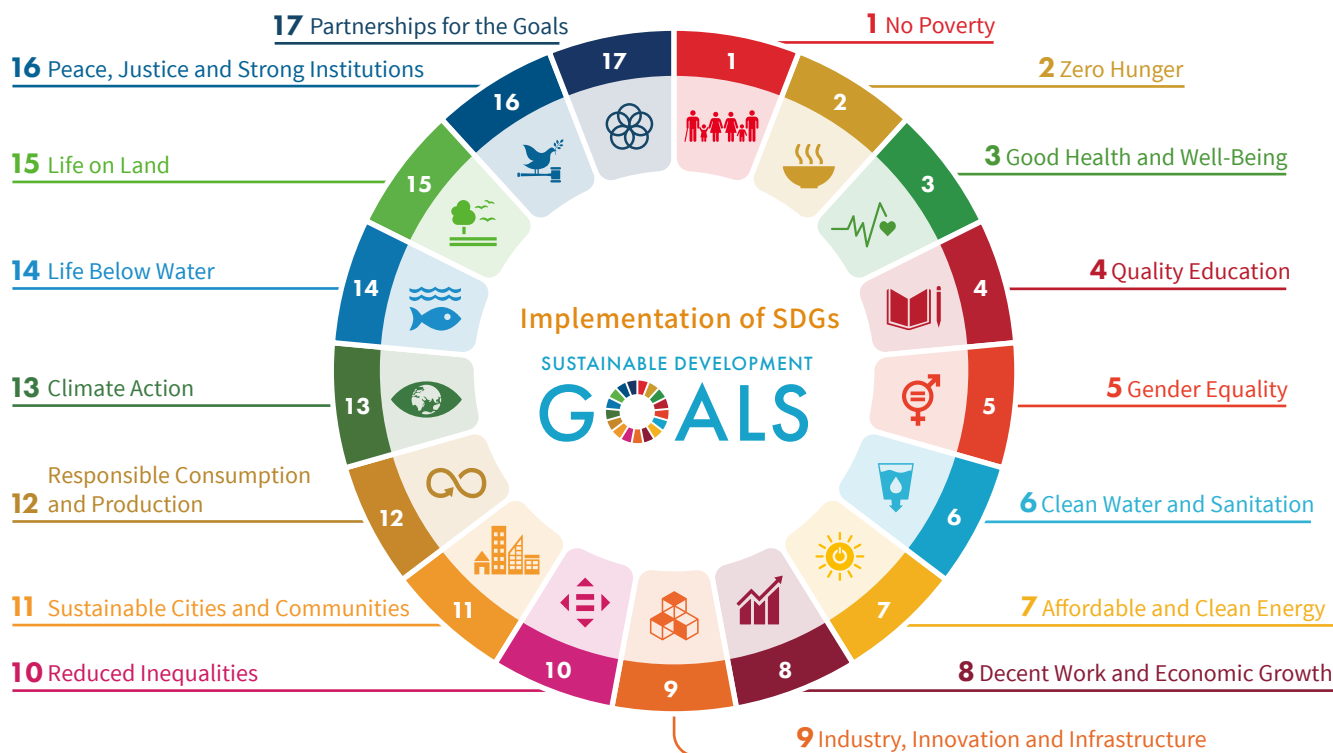 17 Partnerships for the Goals
1 No Poverty
16 Peace, Justice and Strong Institutions
2 Zero Hunger
15 Life on Land
3 Good Health and Well-Being
14 Life Below Water
4 Quality Education
13 Climate Action
5 Gender Equality
Responsible Consumption
12 and Production
6 Clean Water and Sanitation
11 Sustainable Cities and Communities
7 Affordable and Clean Energy
10 Reduced Inequalities
8 Decent Work and Economic Growth
9 Industry, Innovation and Infrastructure
1
2
3
4
5
6
7
8
9
10
11
12
13
14
15
16
17
Implementation of SDGs
SUSTAINABLE DEVELOPMENT
GOALS